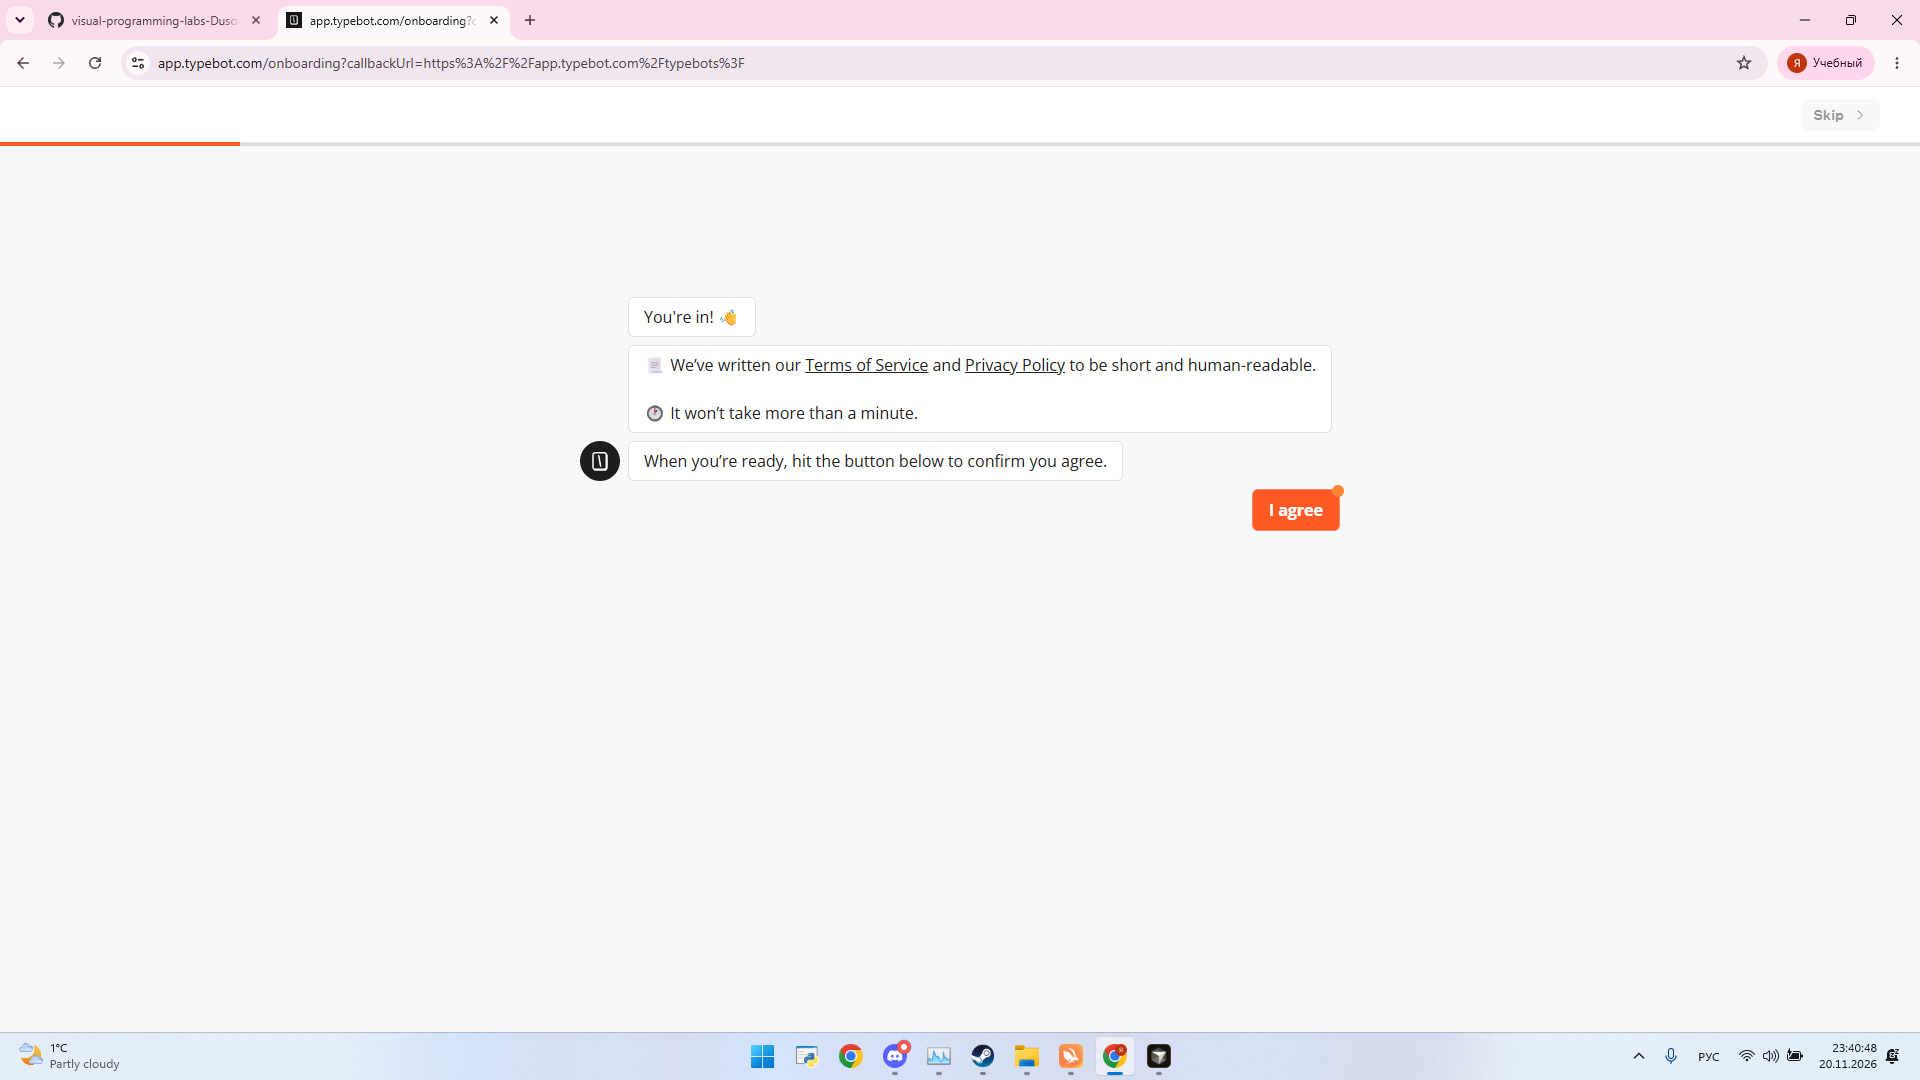 visual-programming-labs-Duso
app.typebot.com/onboarding?c
app.typebot.com/onboarding?callbackUrl=https%3A%2F%2Fapp.typebot.com%2Ftypebots%3F
Я Учебный
Skip
You're in! 👋
We’ve written our Terms of Service and Privacy Policy to be short and human-readable.
It won’t take more than a minute.
When you’re ready, hit the button below to confirm you agree.
I agree
1°C
Partly cloudy
РУС
23:40:48
20.11.2026